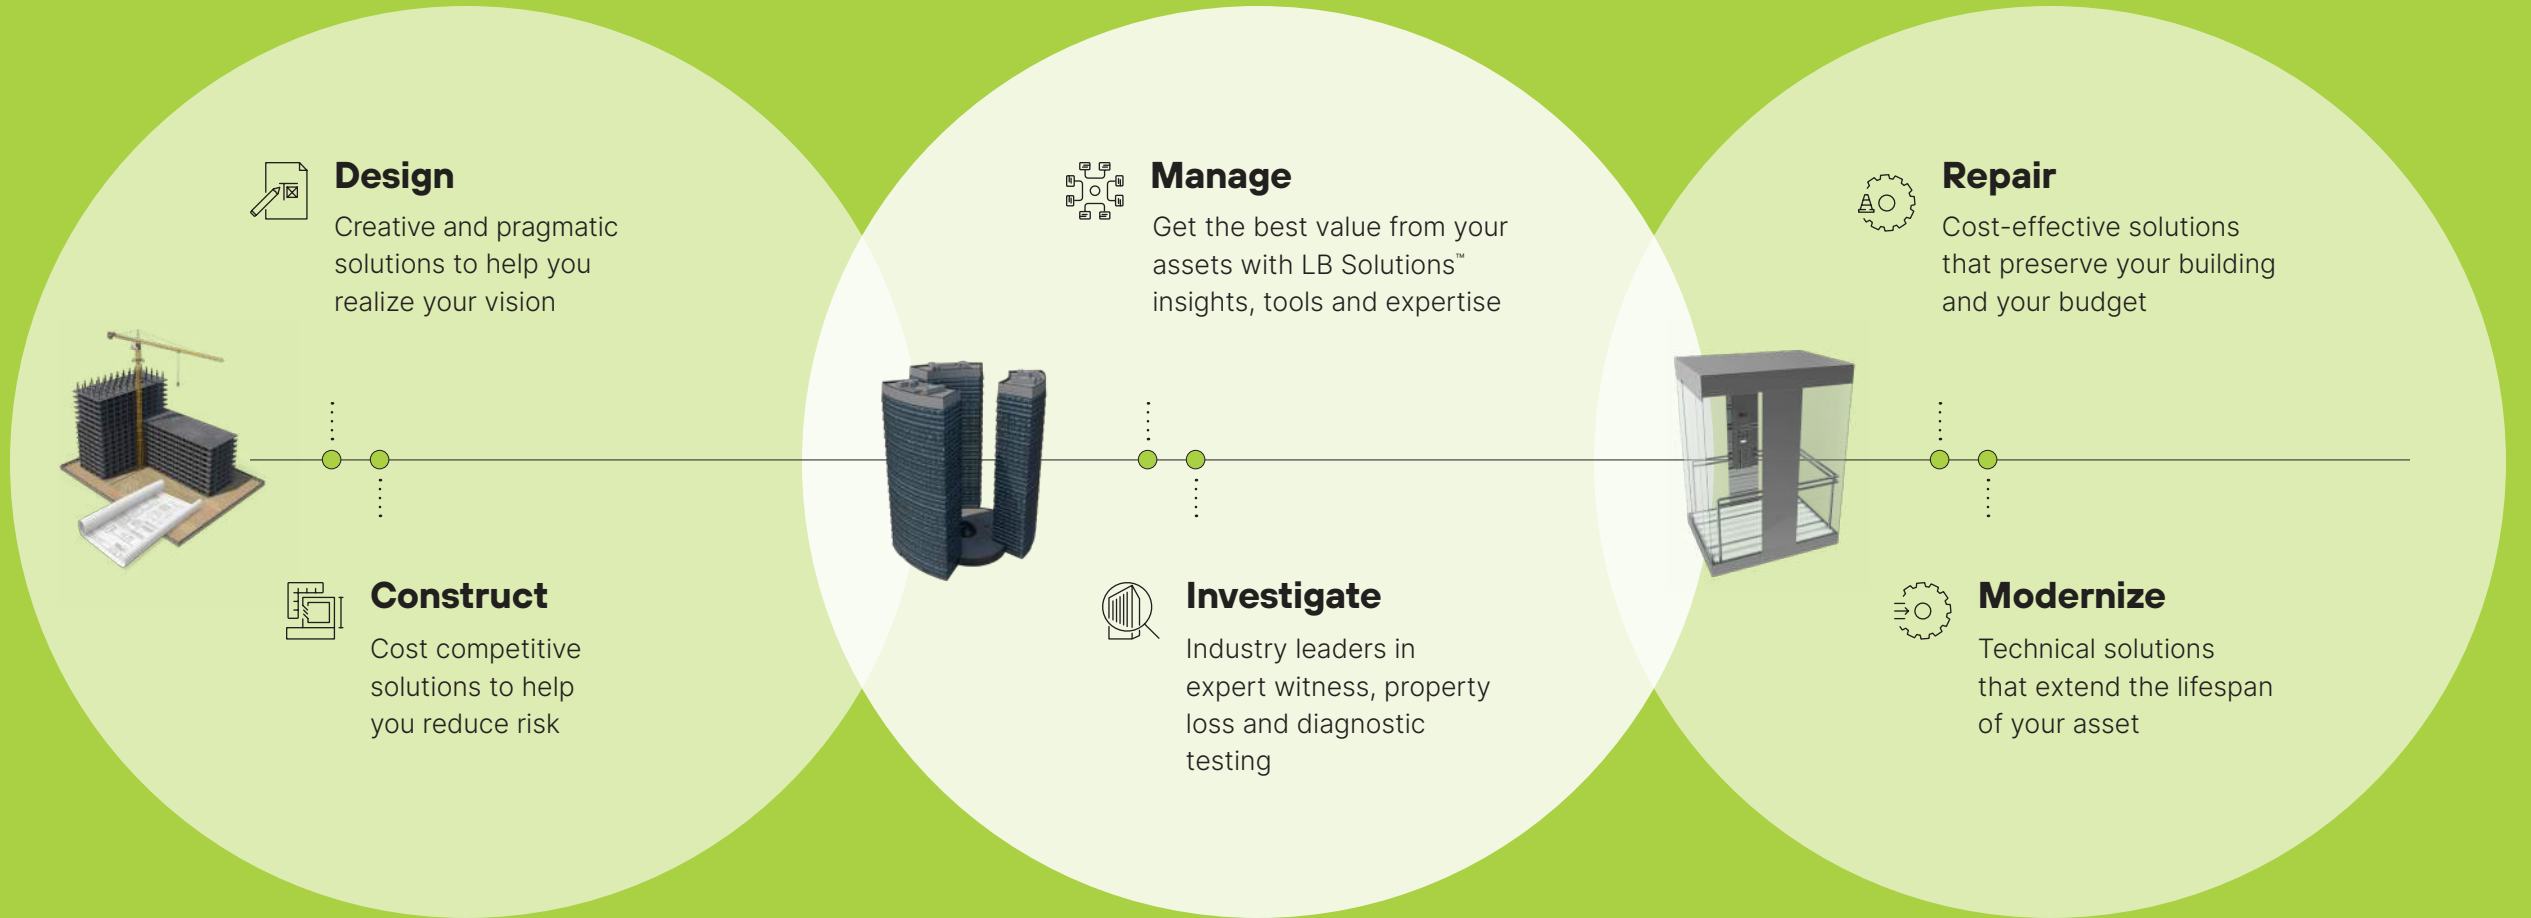 Design
Creative and pragmatic
solutions to help you
realize your vision
Construct
Cost competitive
solutions to help
you reduce risk
Manage
Get the best value from your
assets with LB Solutions™
insights, tools and expertise
Investigate
Industry leaders in
expert witness, property
loss and diagnostic
testing
Repair
Cost-effective solutions
that preserve your building
and your budget
Modernize
Technical solutions
that extend the lifespan
of your asset